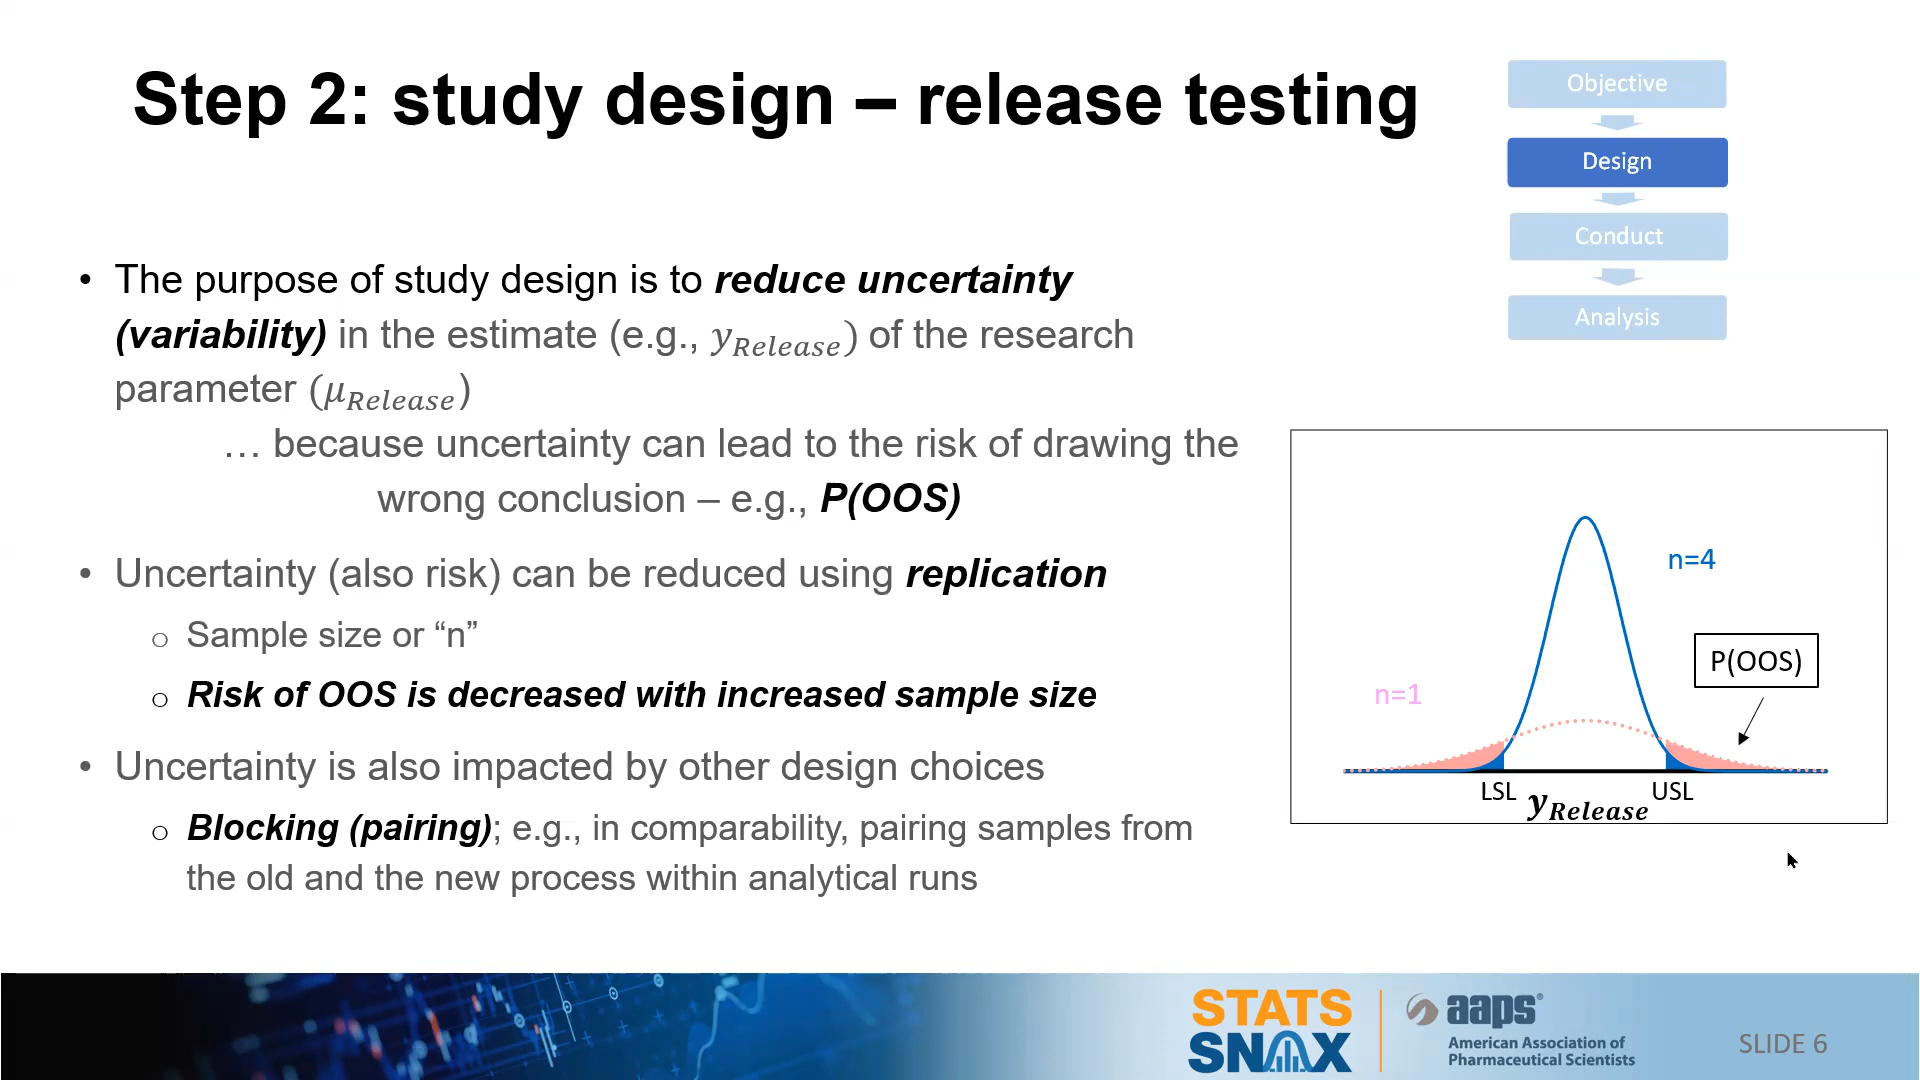 Step 2: study design – release testing
Objective
Design
Conduct
Analysis
• The purpose of study design is to reduce uncertainty
(variability) in the estimate (e.g., yRelease) of the research
parameter (μRelease)
… because uncertainty can lead to the risk of drawing the
wrong conclusion – e.g., P(OOS)
• Uncertainty (also risk) can be reduced using replication
o Sample size or “n”
o Risk of OOS is decreased with increased sample size
• Uncertainty is also impacted by other design choices
o Blocking (pairing); e.g., in comparability, pairing samples from
the old and the new process within analytical runs
n=4
P(OOS)
n=1
LSL yRelease USL
STATS
SNAX
aaps®
American Association of
Pharmaceutical Scientists
SLIDE 6